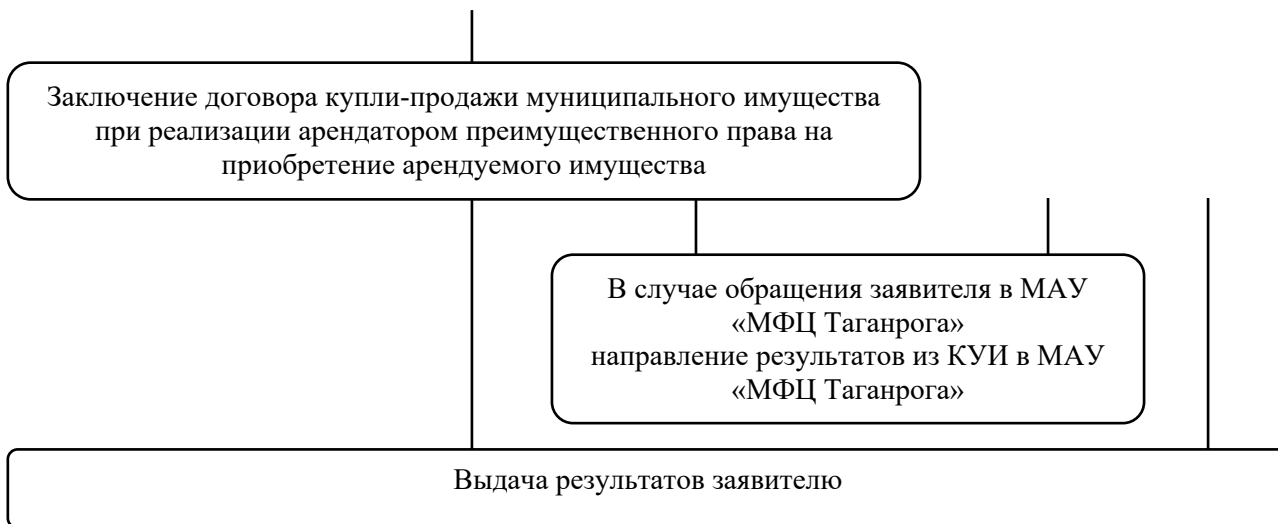 Заключение договора купли-продажи муниципального имущества
при реализации арендатором преимущественного права на
приобретение арендуемого имущества
В случае обращения заявителя в МАУ
«МФЦ Таганрога»
направление результатов из КУИ в МАУ
«МФЦ Таганрога»
Выдача результатов заявителю